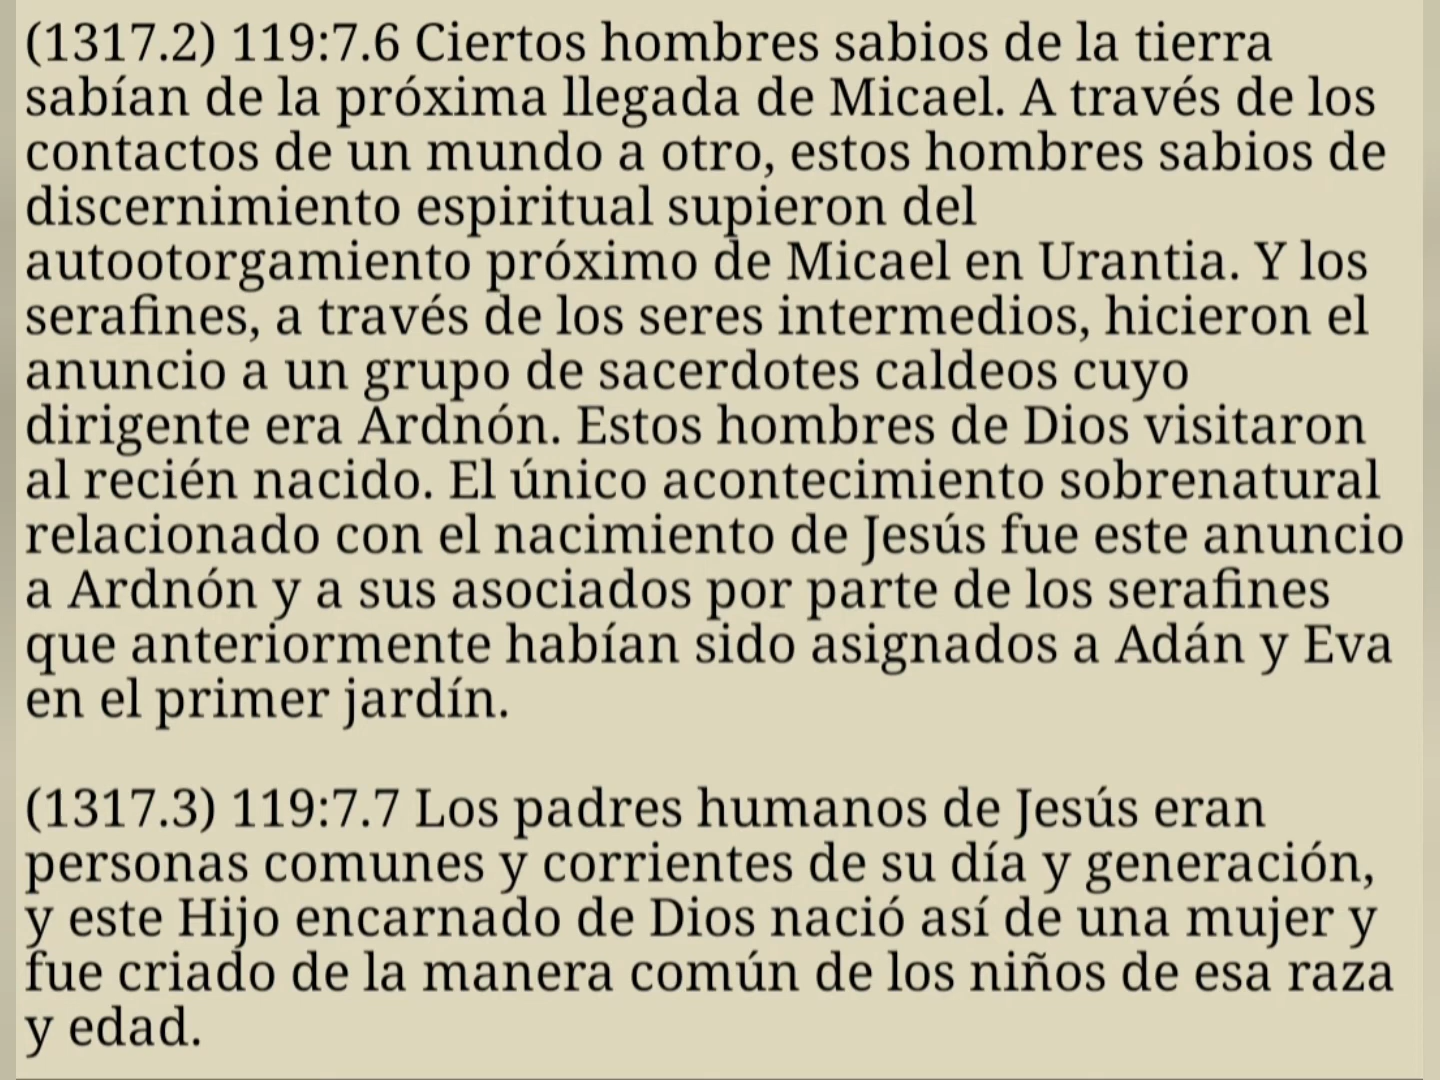 (1317.2) 119:7.6 Ciertos hombres sabios de la tierra
sabían de la próxima llegada de Micael. A través de los
contactos de un mundo a otro, estos hombres sabios de
discernimiento espiritual supieron del
autootorgamiento próximo de Micael en Urantia. Y los
serafines, a través de los seres intermedios, hicieron el
anuncio a un grupo de sacerdotes caldeos cuyo
dirigente era Ardnón. Estos hombres de Dios visitaron
al recién nacido. El único acontecimiento sobrenatural
relacionado con el nacimiento de Jesús fue este anuncio
a Ardnón y a sus asociados por parte de los serafines
que anteriormente habían sido asignados a Adán y Eva
en el primer jardín.
(1317.3) 119:7.7 Los padres humanos de Jesús eran
personas comunes y corrientes de su día y generación,
y este Hijo encarnado de Dios nació así de una mujer y
fue criado de la manera común de los niños de esa raza
y edad.